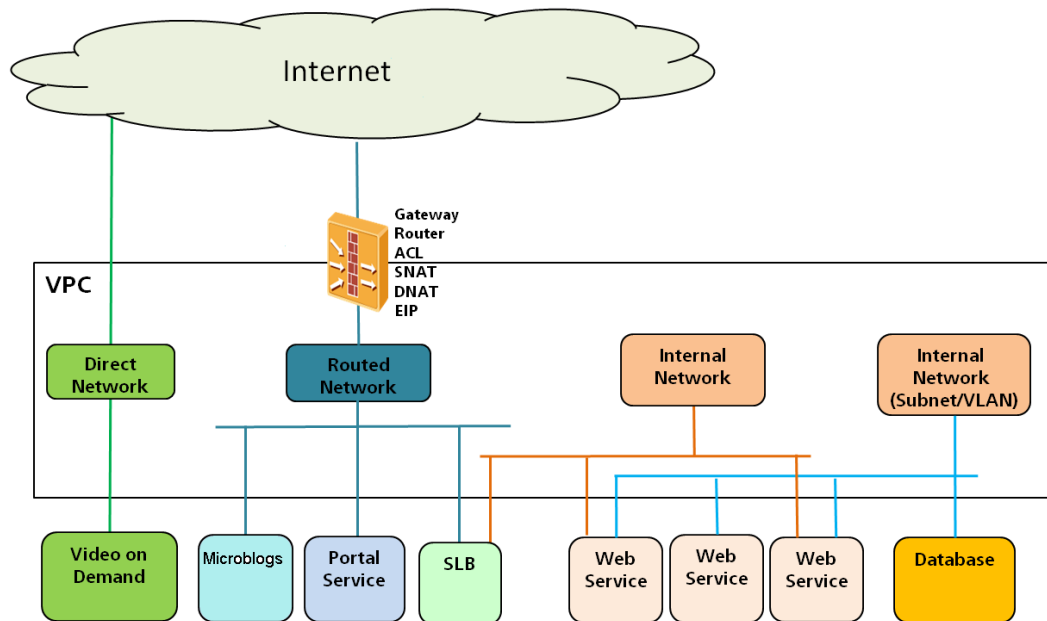 Internet
Gateway
Router
ACL
SNAT
DNAT
EIP
VPC
Direct
Network
Routed
Network
Internal
Network
Internal
Network
(Subnet/VLAN)
Video on
Demand
Microblogs
Portal
Service
SLB
Web
Service
Web
Service
Web
Service
Database